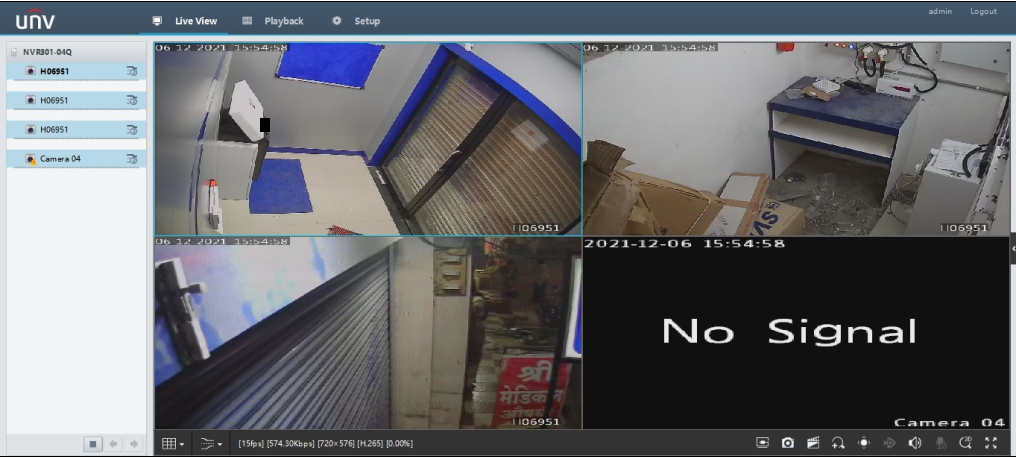 unv
Live View
Playback
Setup
admin
Logout
NVR301-04Q
H06951
H06951
H06951
Camera 04
06 12 2021 15:54:58
H06951
06 12 2021 15:54:58
H06951
06 12 2021 15:54:58
श्री
मेडिकल
H06951
2021-12-06 15:54:58
No Signal
Camera 04
[15fps] [574.30Kbps] [720×576] [H.265] [0.00%]